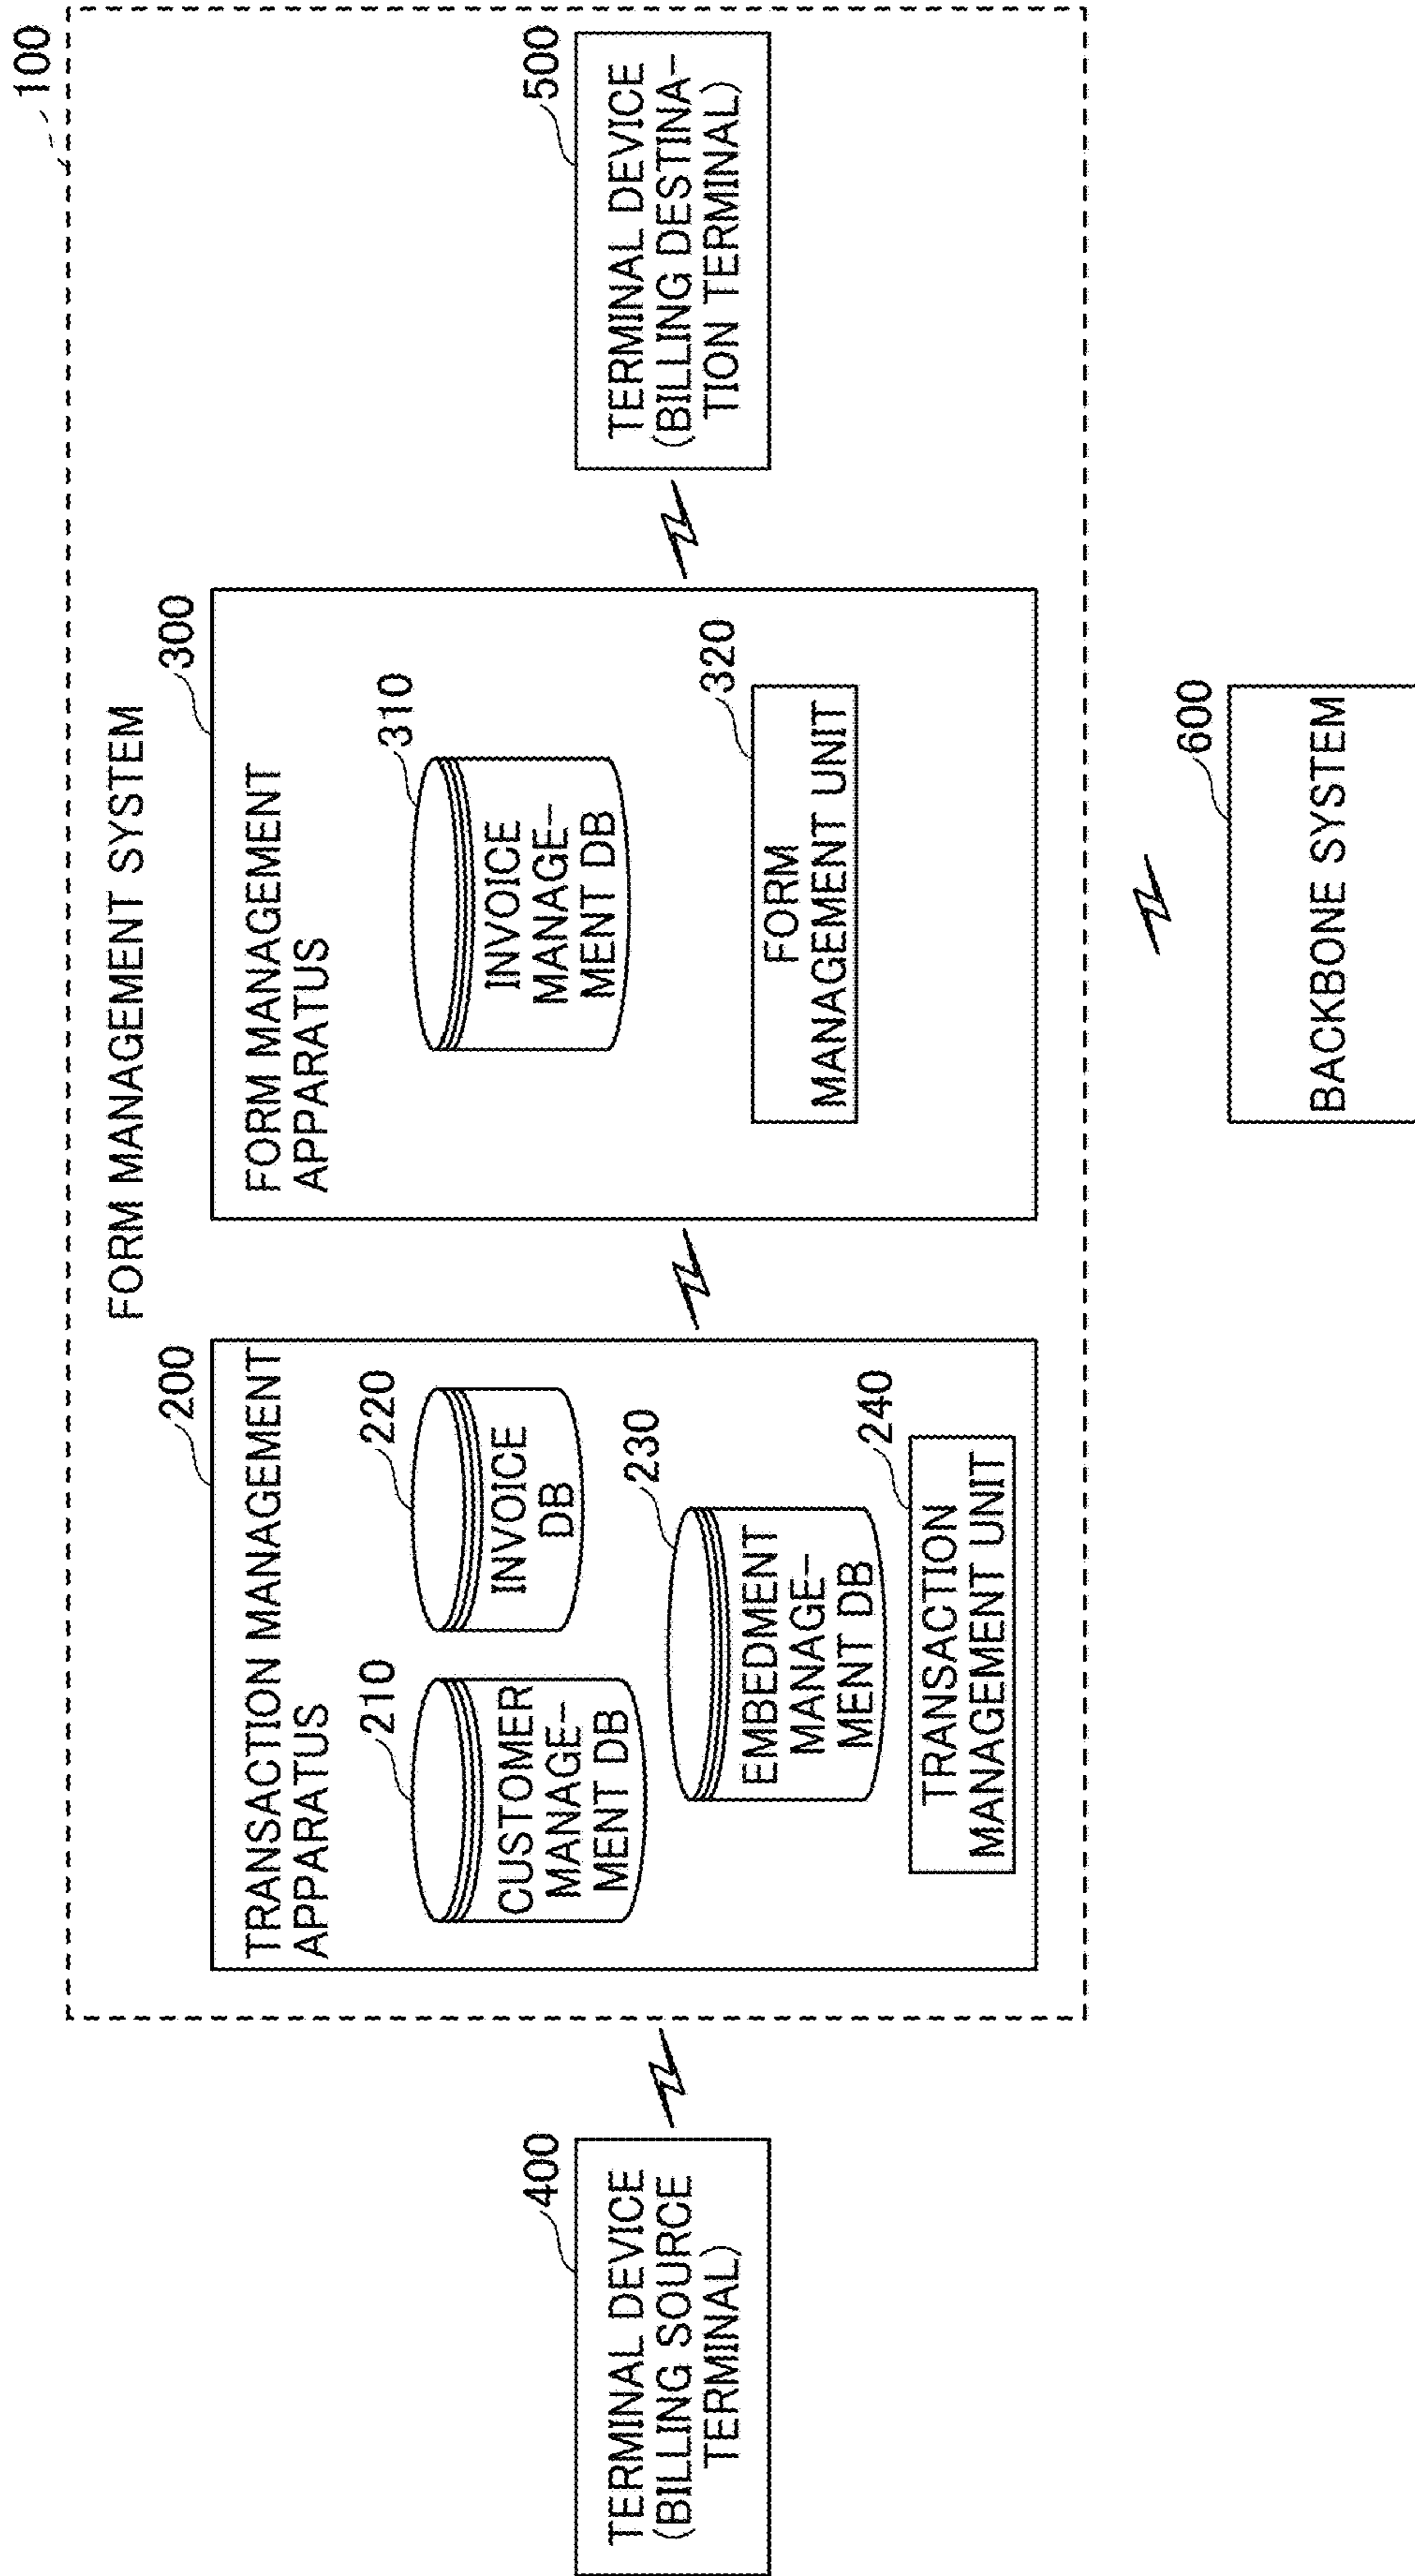 100
FORM MANAGEMENT SYSTEM
200
TRANSACTION MANAGEMENT
APPARATUS
210
CUSTOMER
MANAGE-
MENT DB
220
INVOICE
DB
230
EMBEDMENT
MANAGE-
MENT DB
240
TRANSACTION
MANAGEMENT UNIT
300
FORM MANAGEMENT
APPARATUS
310
INVOICE
MANAGE-
MENT DB
320
FORM
MANAGEMENT UNIT
400
TERMINAL DEVICE
(BILLING SOURCE
TERMINAL)
500
TERMINAL DEVICE
(BILLING DESTINA-
TION TERMINAL)
600
BACKBONE SYSTEM